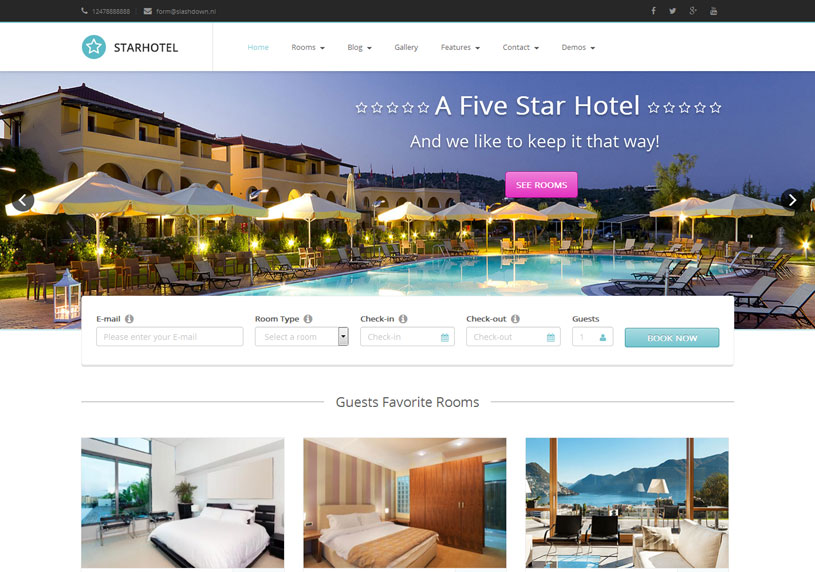 12478888888
form@slashdown.nl
STARHOTEL
Home Rooms Blog Gallery Features Contact Demos
A Five Star Hotel
And we like to keep it that way!
SEE ROOMS
E-mail Room Type Check-in Check-out Guests
Please enter your E-mail Select a room Check-in Check-out 1 BOOK NOW
Guests Favorite Rooms